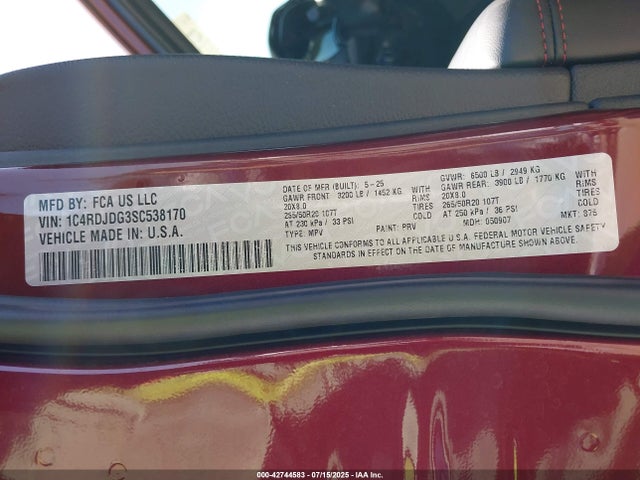 MFD BY: FCA US LLC
VIN: 1C4RDJDG3SC538170
VEHICLE MADE IN: U.S.A.
DATE OF MFR (BUILT): 5-25
GAWR FRONT 3200 LB / 1452 KG WITH
20X8.0 RIMS
265/50R20 107T TIRES
AT 230 kPa / 33 PSI COLD
TYPE: MPV PAINT: PRV
GVWR: 6500 LB / 2949 KG
GAWR REAR: 3900 LB / 1770 KG WITH
20X8.0 RIMS
265/50R20 107T TIRES
AT 250 kPa / 36 PSI COLD
MDH: 050907 MKT: 375
VEHICLE CONFORMS TO ALL APPLICABLE U.S.A. FEDERAL MOTOR VEHICLE SAFETY
STANDARDS IN EFFECT ON THE DATE OF MANUFACTURE SHOWN ABOVE
000-42744583 | 07/15/2025 - IAA Inc.